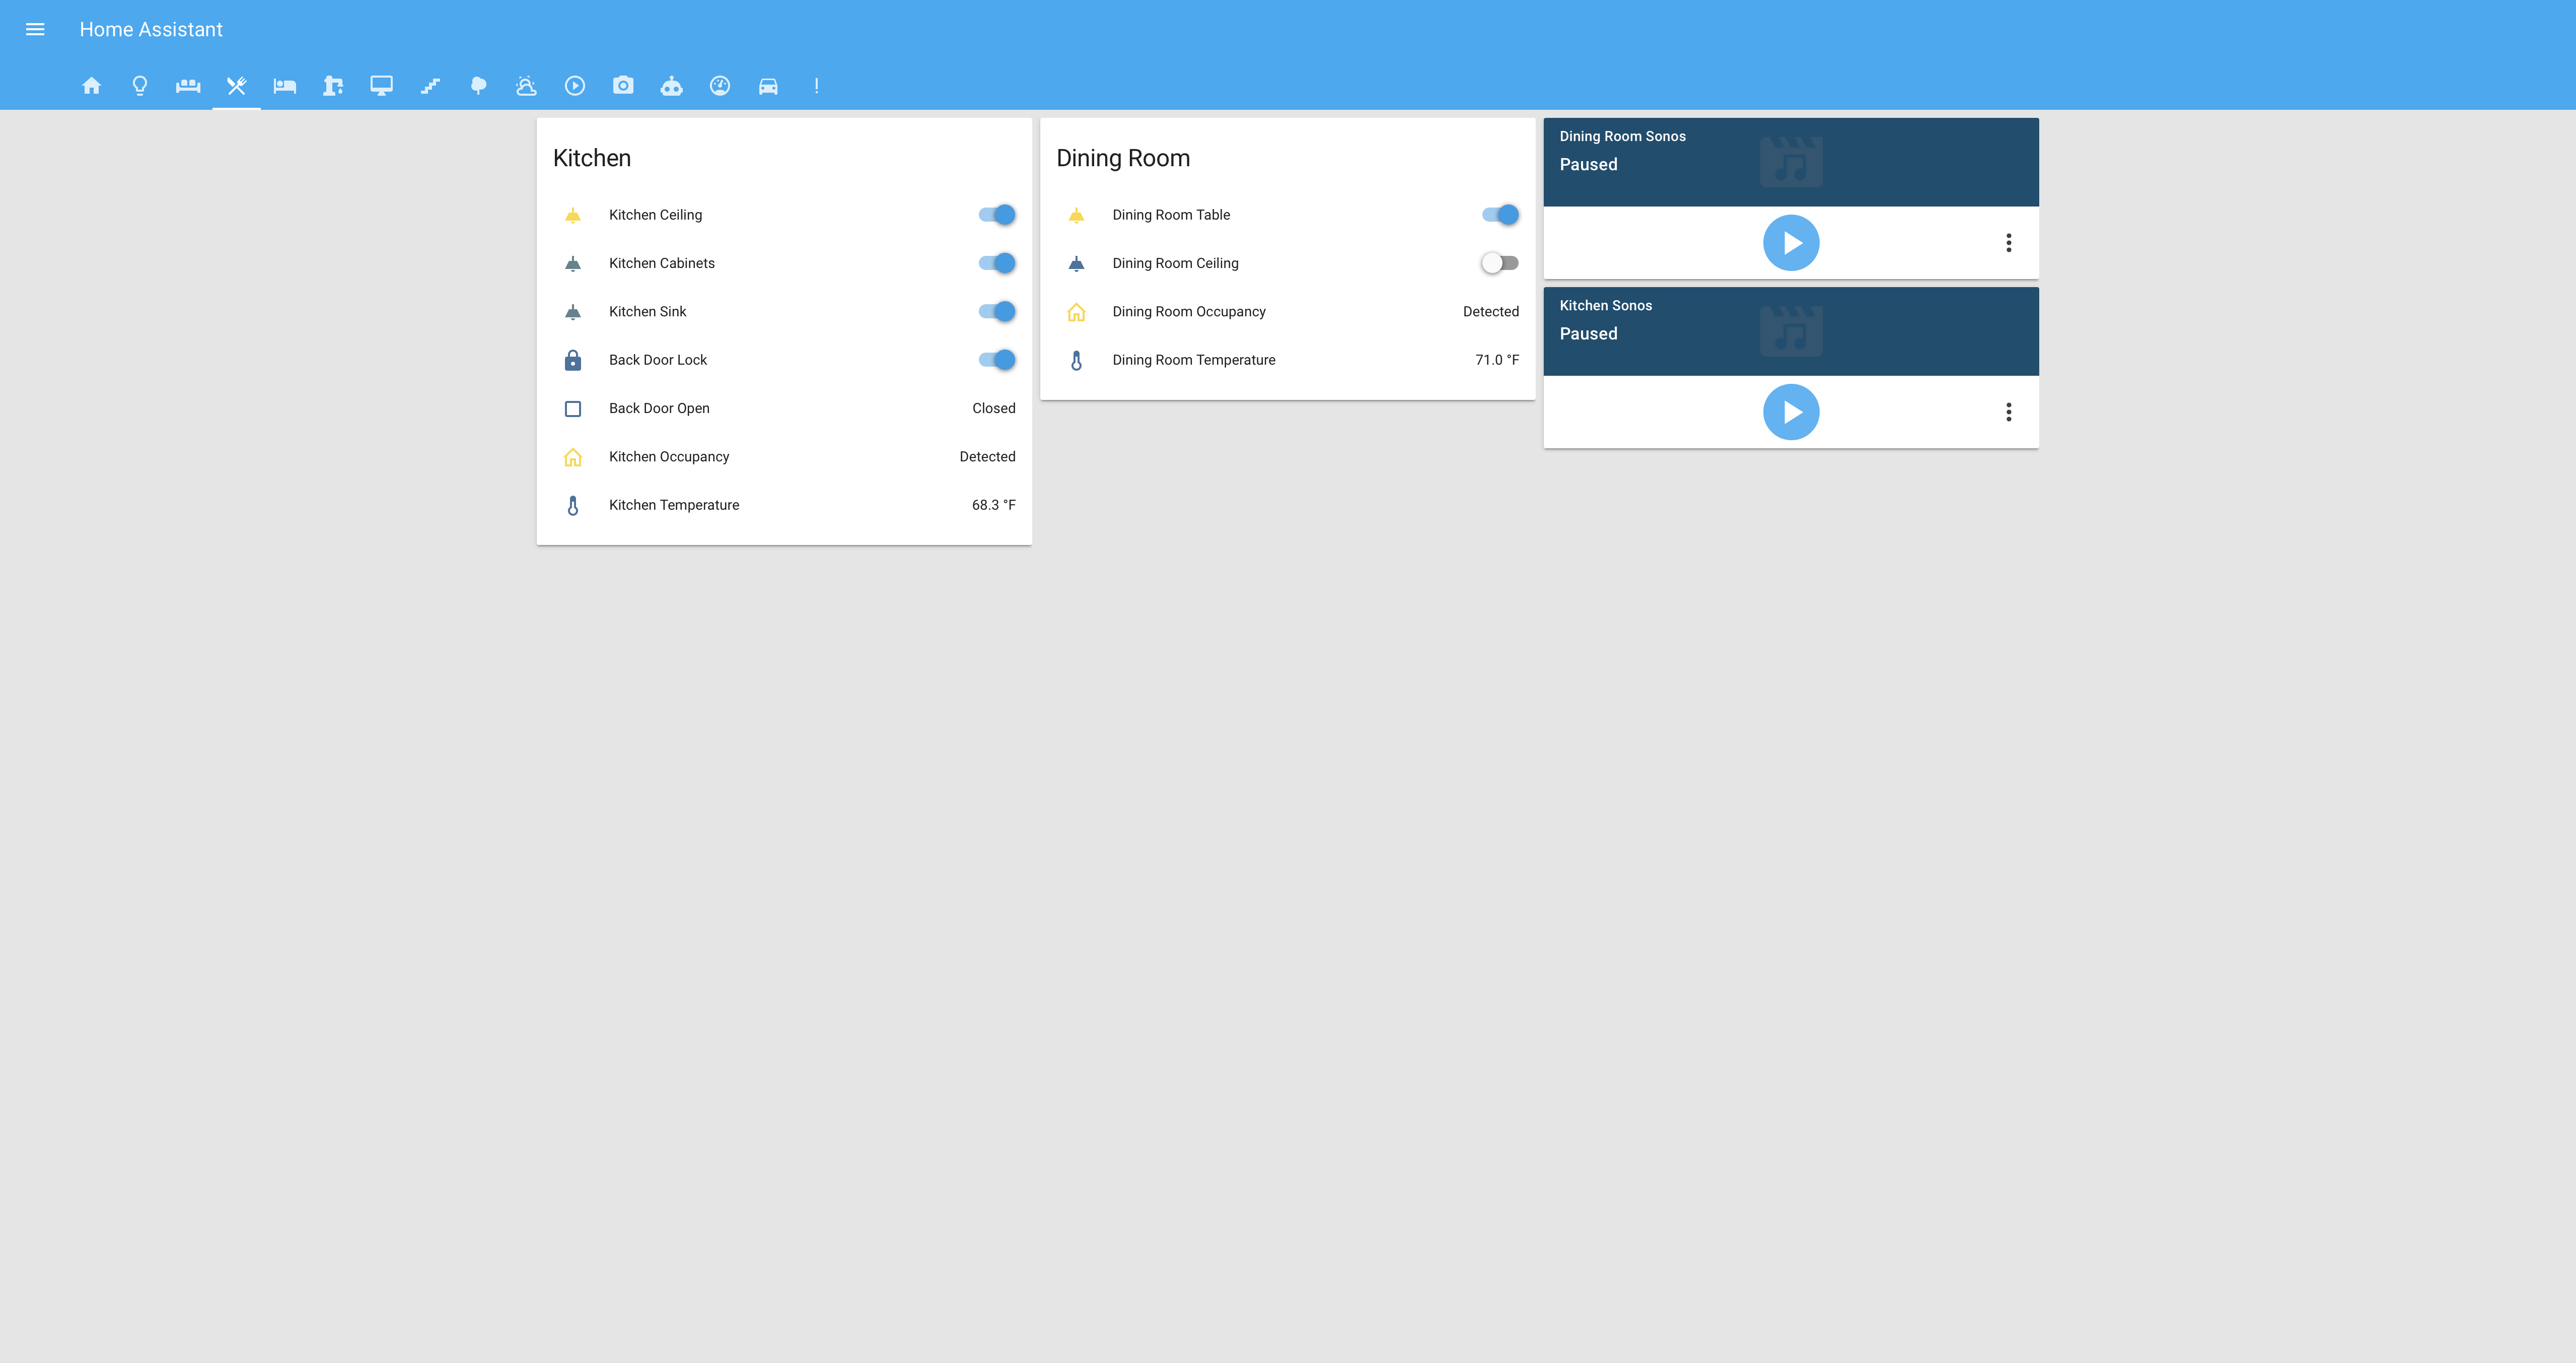 Home Assistant
Kitchen
Kitchen Ceiling
Kitchen Cabinets
Kitchen Sink
Back Door Lock
Back Door Open Closed
Kitchen Occupancy Detected
Kitchen Temperature 68.3 °F
Dining Room
Dining Room Table
Dining Room Ceiling
Dining Room Occupancy Detected
Dining Room Temperature 71.0 °F
Dining Room Sonos
Paused
Kitchen Sonos
Paused